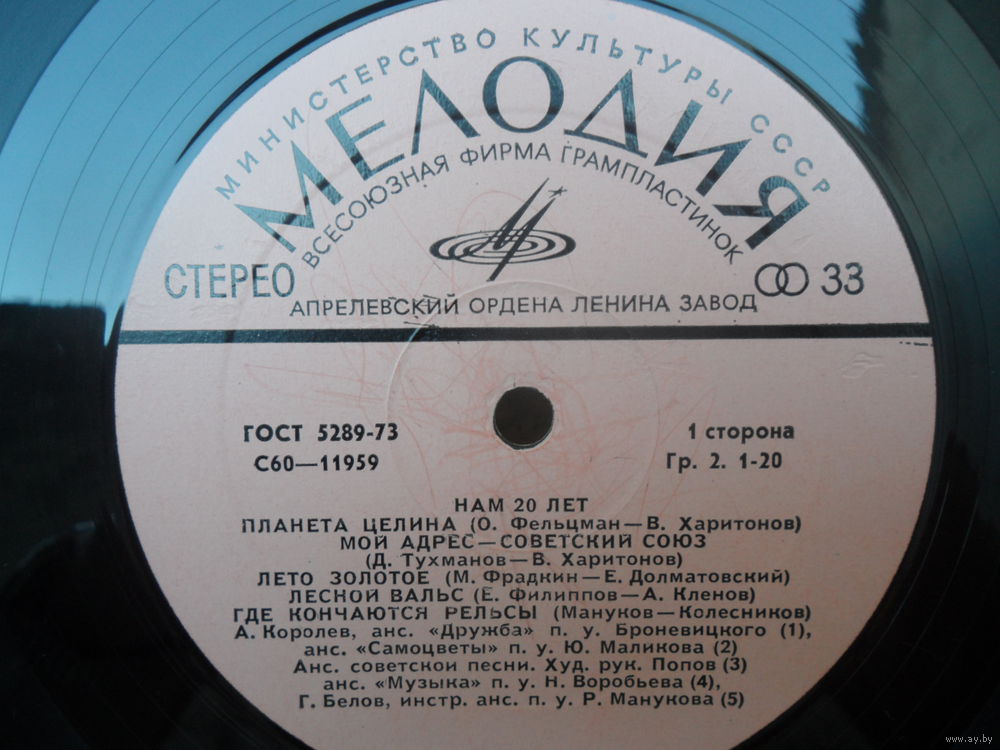 МИНИСТЕРСТВО КУЛЬТУРЫ СССР
МЕЛОДИЯ
ВСЕСОЮЗНАЯ ФИРМА ГРАМПЛАСТИНОК
СТЕРЕО
33
АПРЕЛЕВСКИЙ ОРДЕНА ЛЕНИНА ЗАВОД
ГОСТ 5289-73
1 сторона
С60—11959
Гр. 2. 1-20
НАМ 20 ЛЕТ
ПЛАНЕТА ЦЕЛИНА (О. Фельцман—В. Харитонов)
МОЙ АДРЕС—СОВЕТСКИЙ СОЮЗ
(Д. Тухманов—В. Харитонов)
ЛЕТО ЗОЛОТОЕ (М. Фрадкин—Е. Долматовский)
ЛЕСНОЙ ВАЛЬС (Е. Филиппов—А. Кленов)
ГДЕ КОНЧАЮТСЯ РЕЛЬСЫ (Мануков—Колесников)
А. Королев, анс. «Дружба» п. у. Броневицкого (1),
анс. «Самоцветы» п. у. Ю. Маликова (2)
Анс. советской песни. Худ. рук. Попов (3)
анс. «Музыка» п. у. Н. Воробьева (4),
Г. Белов, инстр. анс. п. у. Р. Манукова (5)
www.ay.by